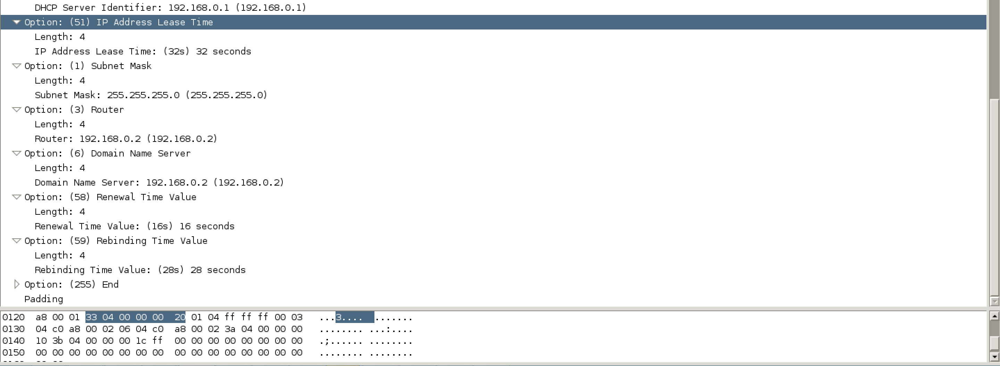 DHCP Server Identifier: 192.168.0.1 (192.168.0.1)
Option: (51) IP Address Lease Time
Length: 4
IP Address Lease Time: (32s) 32 seconds
Option: (1) Subnet Mask
Length: 4
Subnet Mask: 255.255.255.0 (255.255.255.0)
Option: (3) Router
Length: 4
Router: 192.168.0.2 (192.168.0.2)
Option: (6) Domain Name Server
Length: 4
Domain Name Server: 192.168.0.2 (192.168.0.2)
Option: (58) Renewal Time Value
Length: 4
Renewal Time Value: (16s) 16 seconds
Option: (59) Rebinding Time Value
Length: 4
Rebinding Time Value: (28s) 28 seconds
Option: (255) End
Padding
0120 a8 00 01 33 04 00 00 00 20 01 04 ff ff ff 00 03 ...3.... .......
0130 04 c0 a8 00 02 06 04 c0 a8 00 02 3a 04 00 00 00 ........ ...:....
0140 10 3b 04 00 00 00 1c ff 00 00 00 00 00 00 00 00 .;...... ........
0150 00 00 00 00 00 00 00 00 00 00 00 00 00 00 00 00 ........ ........